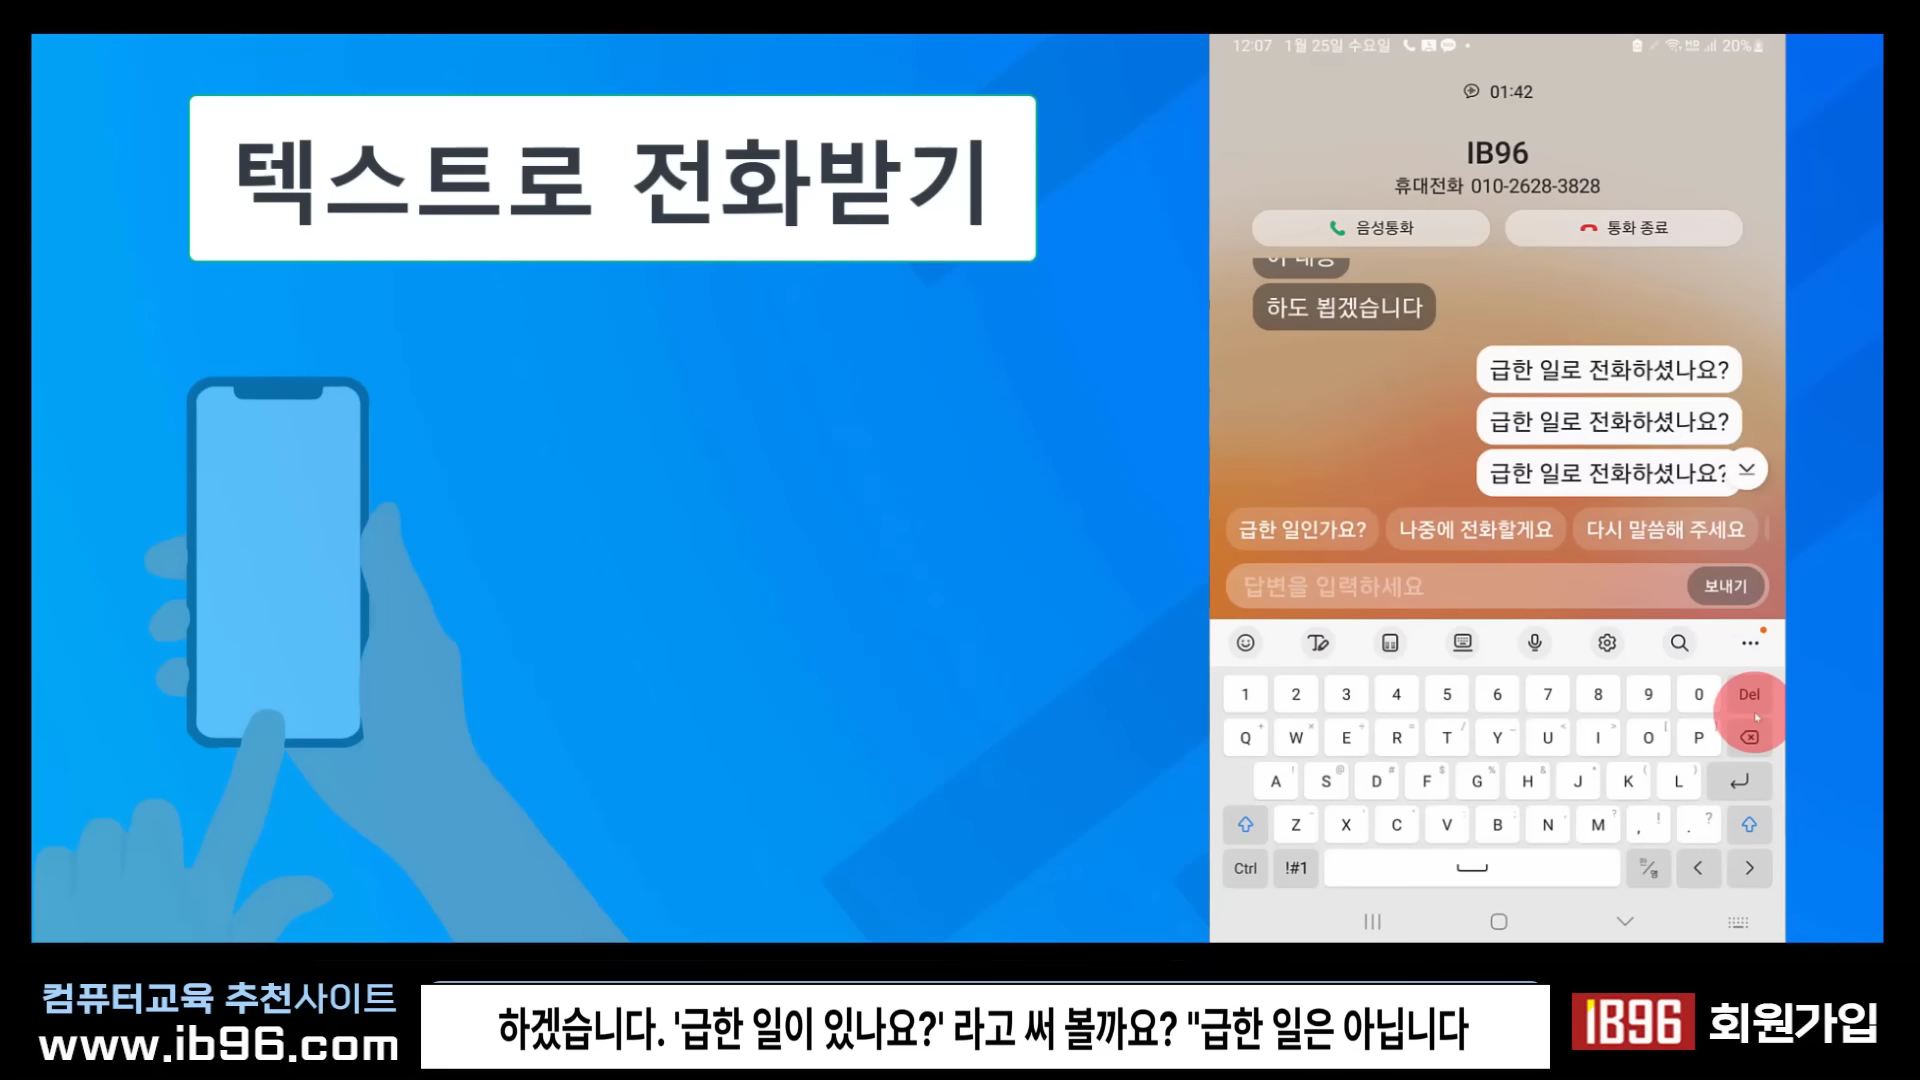 텍스트로 전화받기
12:07 1월 25일 수요일
20%
01:42
IB96
휴대전화 010-2628-3828
음성통화
통화 종료
하도 뵙겠습니다
급한 일로 전화하셨나요?
급한 일로 전화하셨나요?
급한 일로 전화하셨나요?
급한 일인가요? 나중에 전화할게요 다시 말씀해 주세요
답변을 입력하세요 보내기
1 2 3 4 5 6 7 8 9 0 Del
Q W E R T Y U I O P
A S D F G H J K L
Z X C V B N M , ! . ?
Ctrl !#1 한/영
컴퓨터교육 추천사이트
www.ib96.com
하겠습니다. '급한 일이 있나요?' 라고 써 볼까요? "급한 일은 아닙니다
IB96 회원가입